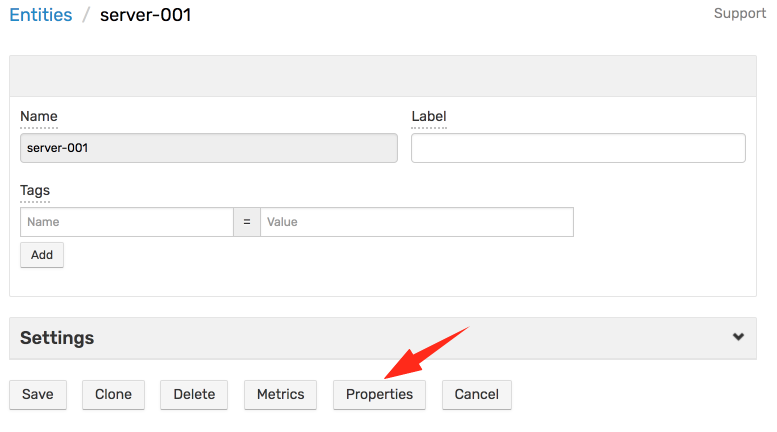 Entities / server-001
Support
Name
Label
server-001
Tags
Name = Value
Add
Settings
Save Clone Delete Metrics Properties Cancel